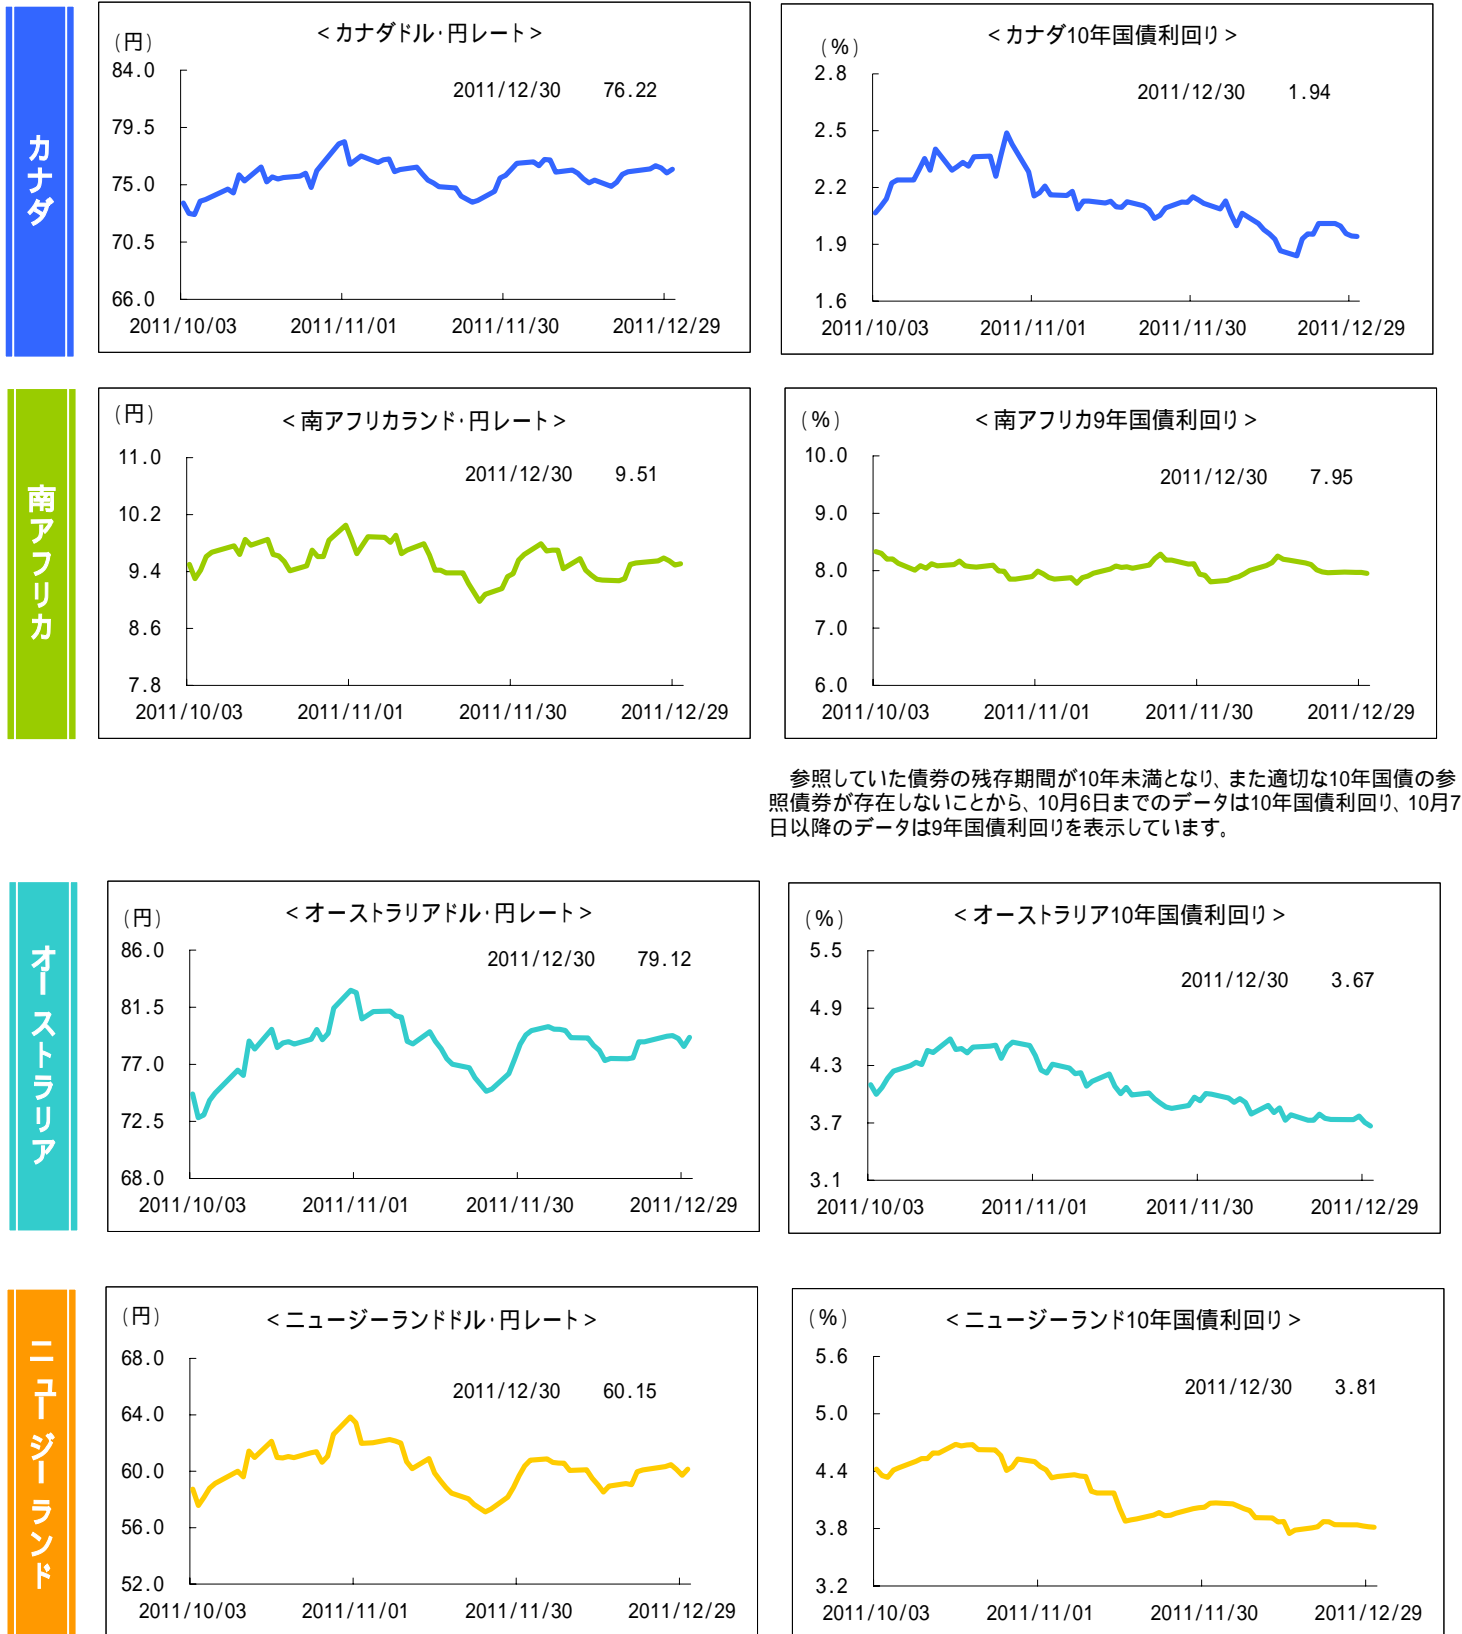 カナダ
(円)
<カナダドル・円レート>
2011/12/30 76.22
84.0
79.5
75.0
70.5
66.0
2011/10/03 2011/11/01 2011/11/30 2011/12/29
(%)
<カナダ10年国債利回り>
2011/12/30 1.94
2.8
2.5
2.2
1.9
1.6
2011/10/03 2011/11/01 2011/11/30 2011/12/29
南アフリカ
(円)
<南アフリカランド・円レート>
2011/12/30 9.51
11.0
10.2
9.4
8.6
7.8
2011/10/03 2011/11/01 2011/11/30 2011/12/29
(%)
<南アフリカ9年国債利回り>
2011/12/30 7.95
10.0
9.0
8.0
7.0
6.0
2011/10/03 2011/11/01 2011/11/30 2011/12/29
参照していた債券の残存期間が10年未満となり、また適切な10年国債の参
照債券が存在しないことから、10月6日までのデータは10年国債利回り、10月7
日以降のデータは9年国債利回りを表示しています。
オーストラリア
(円)
<オーストラリアドル・円レート>
2011/12/30 79.12
86.0
81.5
77.0
72.5
68.0
2011/10/03 2011/11/01 2011/11/30 2011/12/29
(%)
<オーストラリア10年国債利回り>
2011/12/30 3.67
5.5
4.9
4.3
3.7
3.1
2011/10/03 2011/11/01 2011/11/30 2011/12/29
ニュージーランド
(円)
<ニュージーランドドル・円レート>
2011/12/30 60.15
68.0
64.0
60.0
56.0
52.0
2011/10/03 2011/11/01 2011/11/30 2011/12/29
(%)
<ニュージーランド10年国債利回り>
2011/12/30 3.81
5.6
5.0
4.4
3.8
3.2
2011/10/03 2011/11/01 2011/11/30 2011/12/29